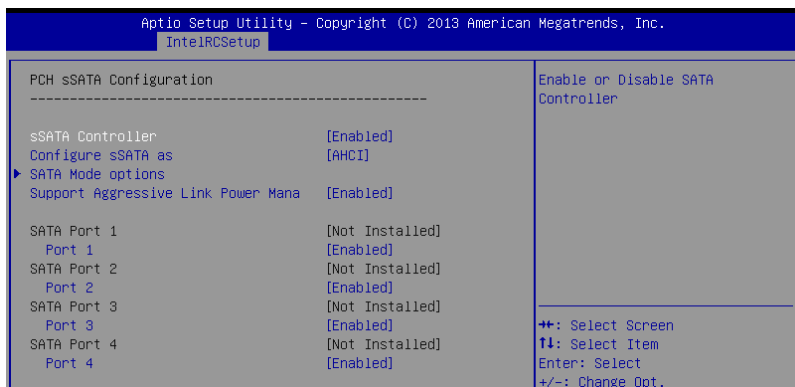 Aptio Setup Utility – Copyright (C) 2013 American Megatrends, Inc.
IntelRCSetup
PCH sSATA Configuration
--------------------------------------------------
sSATA Controller [Enabled]
Configure sSATA as [AHCI]
SATA Mode options
Support Aggressive Link Power Mana [Enabled]
SATA Port 1 [Not Installed]
Port 1 [Enabled]
SATA Port 2 [Not Installed]
Port 2 [Enabled]
SATA Port 3 [Not Installed]
Port 3 [Enabled]
SATA Port 4 [Not Installed]
Port 4 [Enabled]
Enable or Disable SATA
Controller
→←: Select Screen
↑↓: Select Item
Enter: Select
+/-: Change Opt.